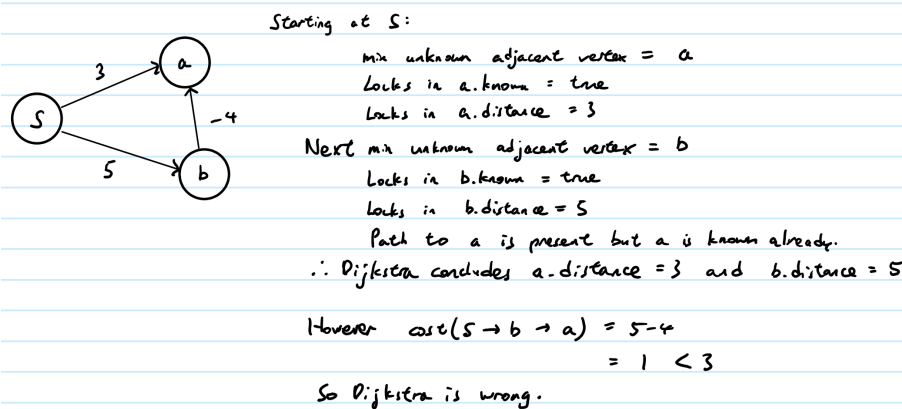 Starting at S:
min unknown adjacent vertex = a
Locks in a.known = true
Locks in a.distance = 3
Next min unknown adjacent vertex = b
Locks in b.known = true
Locks in b.distance = 5
Path to a is present but a is known already.
∴ Dijkstra concludes a.distance = 3 and b.distance = 5
However cost(S → b → a) = 5-4
= 1 < 3
So Dijkstra is wrong.
S
3
a
-4
5
b